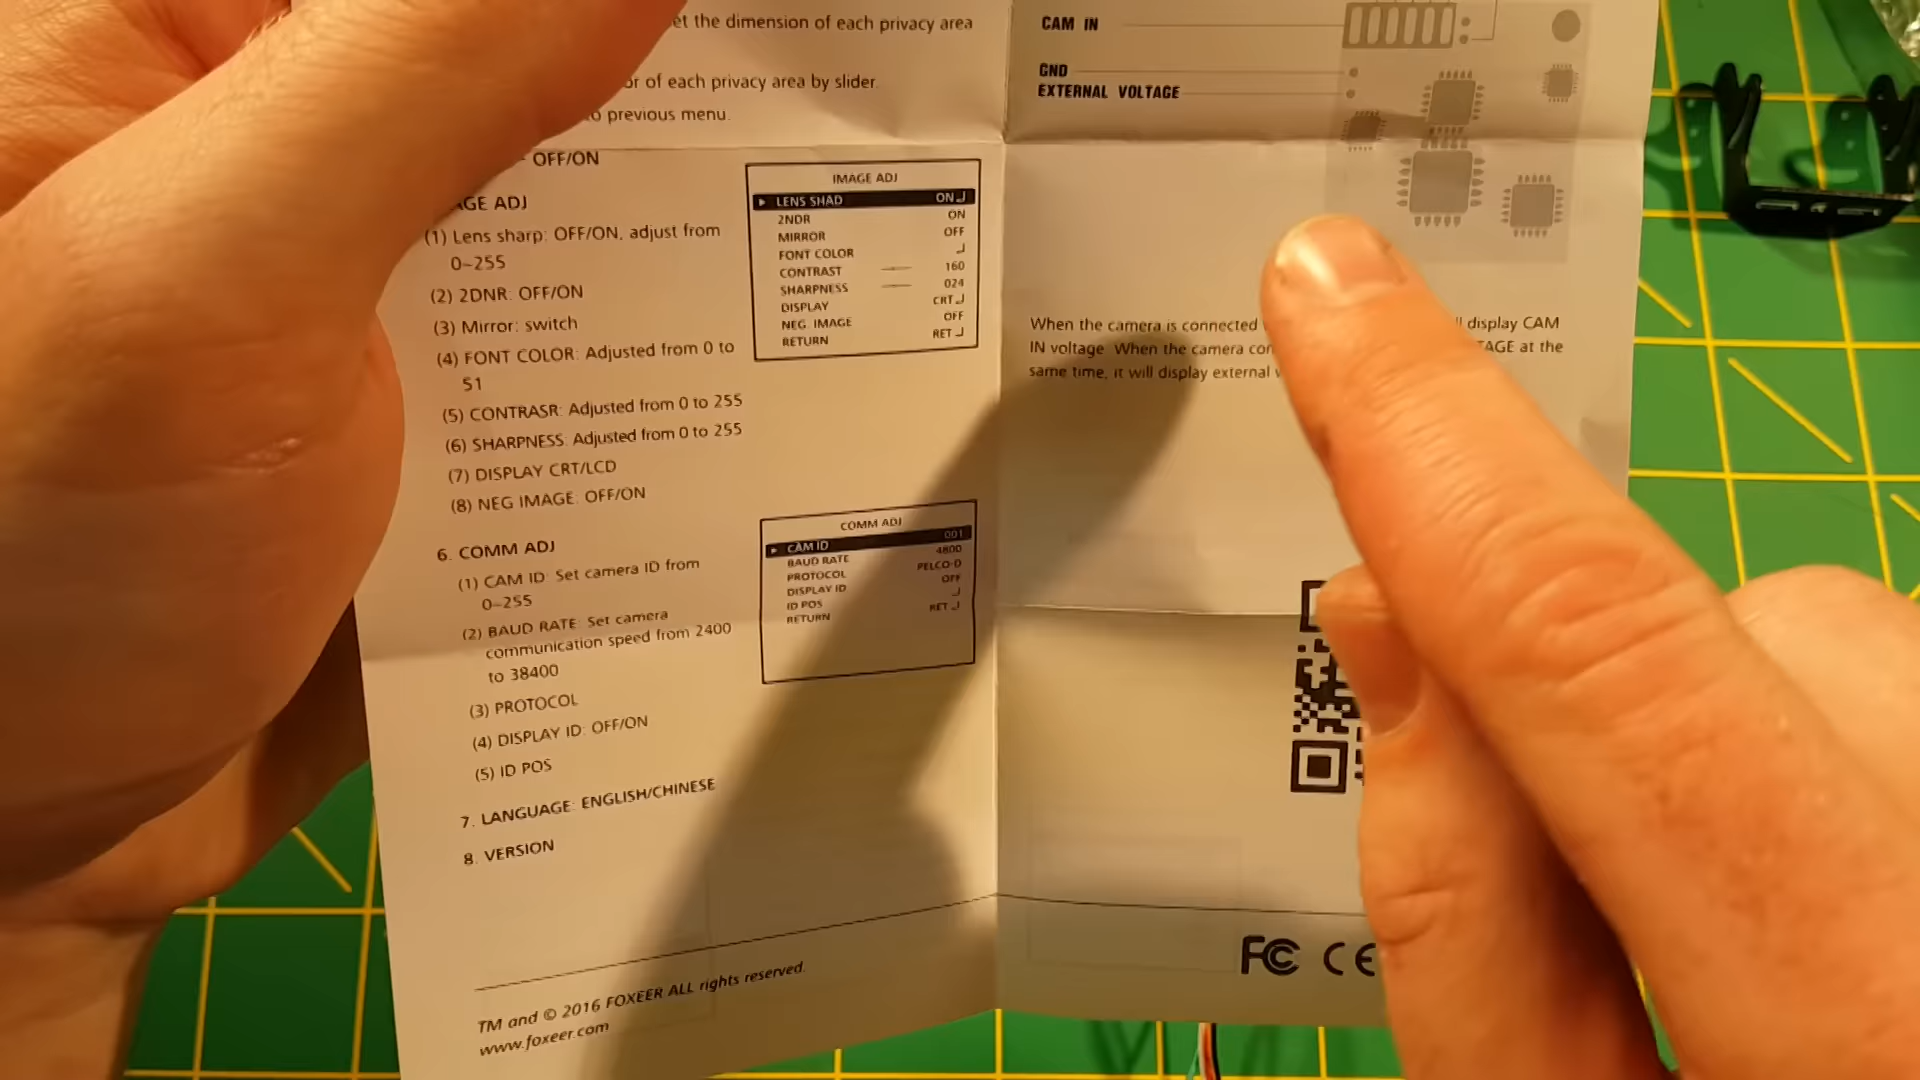 et the dimension of each privacy area
of each privacy area by slider.
to previous menu.
- OFF/ON
AGE ADJ
(1) Lens sharp: OFF/ON, adjust from
0~255
(2) 2DNR: OFF/ON
(3) Mirror: switch
(4) FONT COLOR: Adjusted from 0 to
51
(5) CONTRASR: Adjusted from 0 to 255
(6) SHARPNESS: Adjusted from 0 to 255
(7) DISPLAY CRT/LCD
(8) NEG IMAGE: OFF/ON
IMAGE ADJ
LENS SHAD ON
2NDR ON
MIRROR OFF
FONT COLOR
CONTRAST 160
SHARPNESS 024
DISPLAY CRT
NEG. IMAGE OFF
RETURN RET
6. COMM ADJ
(1) CAM ID: Set camera ID from
0~255
(2) BAUD RATE: Set camera
communication speed from 2400
to 38400
(3) PROTOCOL
(4) DISPLAY ID: OFF/ON
(5) ID POS
COMM ADJ
CAM ID 001
BAUD RATE 4800
PROTOCOL PELCO-D
DISPLAY ID OFF
ID POS
RETURN RET
7. LANGUAGE: ENGLISH/CHINESE
8. VERSION
TM and © 2016 FOXEER ALL rights reserved.
www.foxeer.com
CAM IN
GND
EXTERNAL VOLTAGE
When the camera is connected display CAM
IN voltage. When the camera AGE at the
same time, it will display external
FC CE